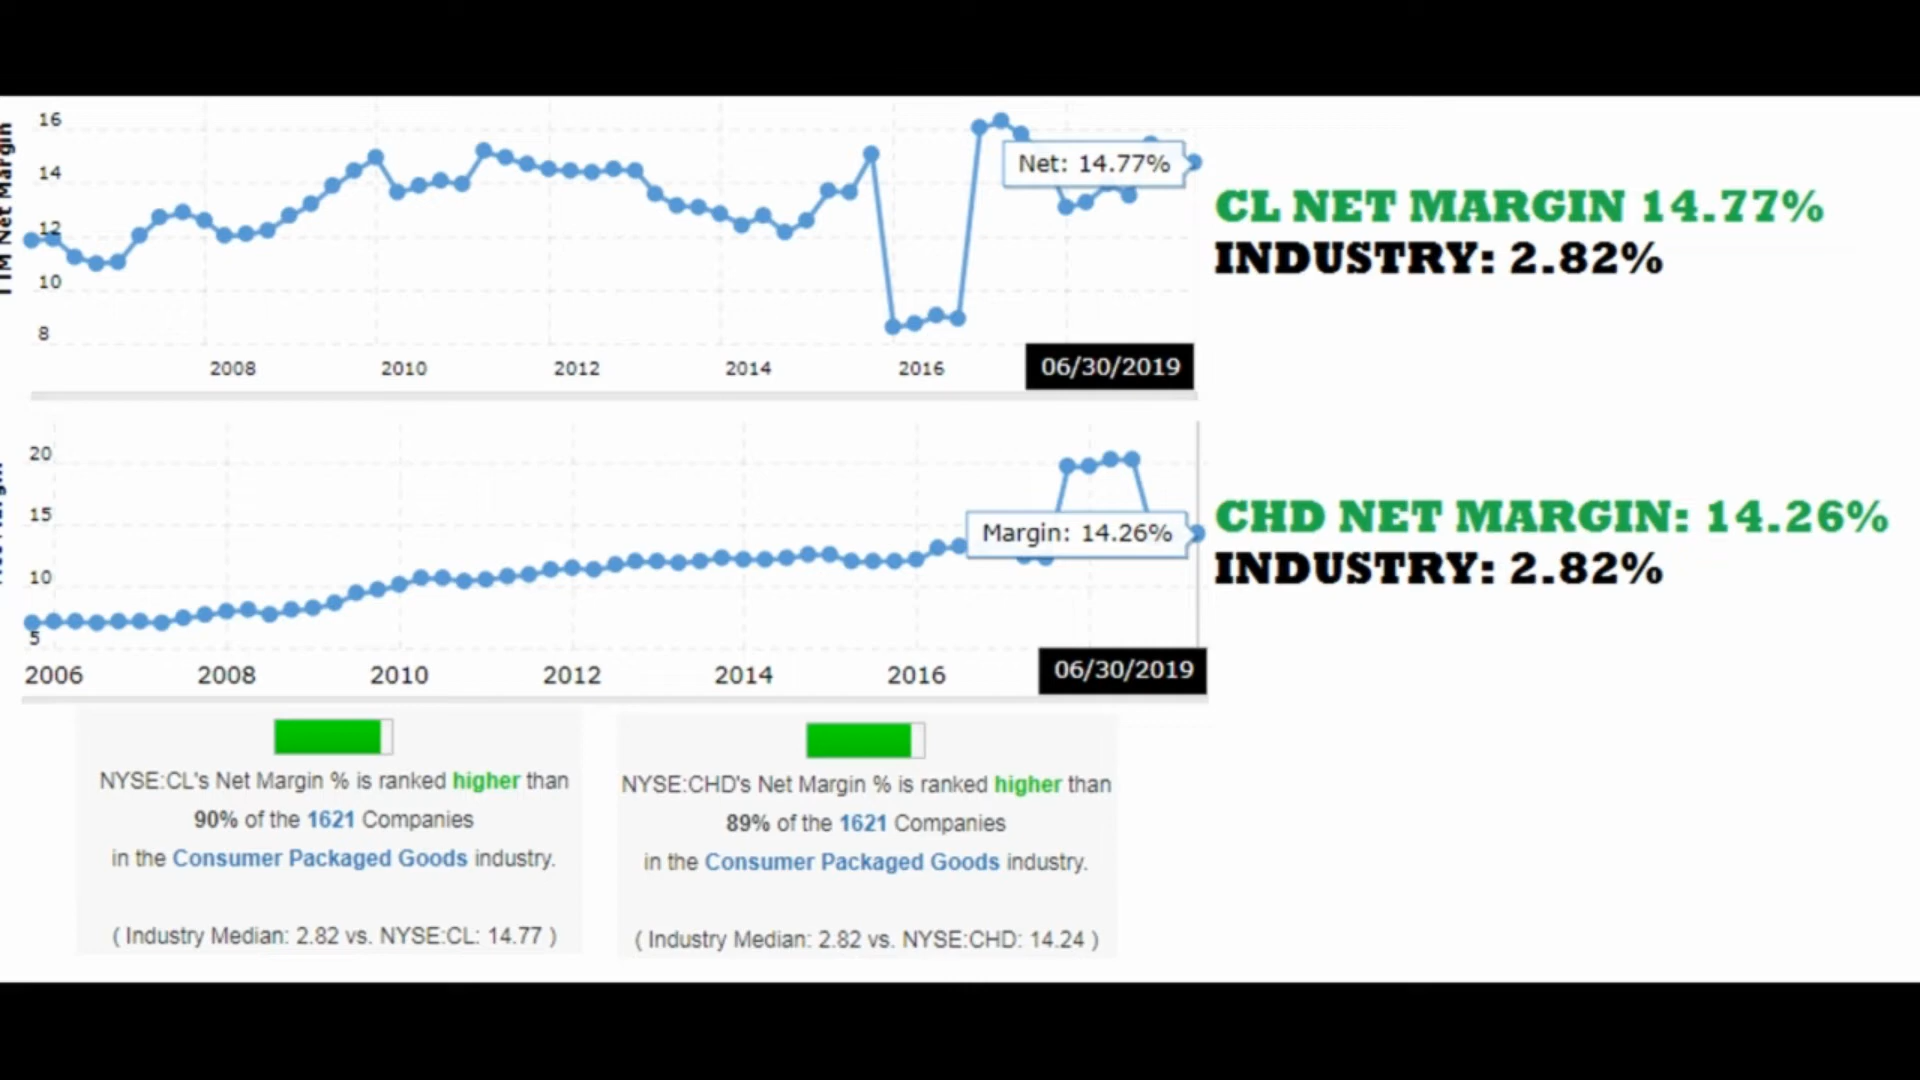 TTM Net Margin
16
14
12
10
8
Net: 14.77%
2008
2010
2012
2014
2016
06/30/2019
CL NET MARGIN 14.77%
INDUSTRY: 2.82%
20
15
10
5
Margin: 14.26%
2006
2008
2010
2012
2014
2016
06/30/2019
CHD NET MARGIN: 14.26%
INDUSTRY: 2.82%
NYSE:CL's Net Margin % is ranked higher than
90% of the 1621 Companies
in the Consumer Packaged Goods industry.
( Industry Median: 2.82 vs. NYSE:CL: 14.77 )
NYSE:CHD's Net Margin % is ranked higher than
89% of the 1621 Companies
in the Consumer Packaged Goods industry.
( Industry Median: 2.82 vs. NYSE:CHD: 14.24 )